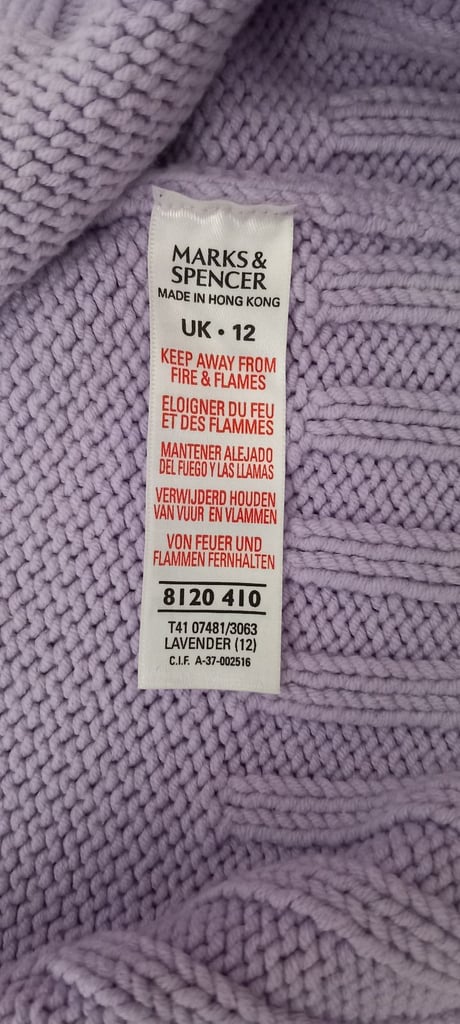 MARKS &
SPENCER
MADE IN HONG KONG
UK • 12
KEEP AWAY FROM
FIRE & FLAMES
ELOIGNER DU FEU
ET DES FLAMMES
MANTENER ALEJADO
DEL FUEGO Y LAS LLAMAS
VERWIJDERD HOUDEN
VAN VUUR EN VLAMMEN
VON FEUER UND
FLAMMEN FERNHALTEN
8120 410
T41 07481/3063
LAVENDER (12)
C.I.F. A-37-002516